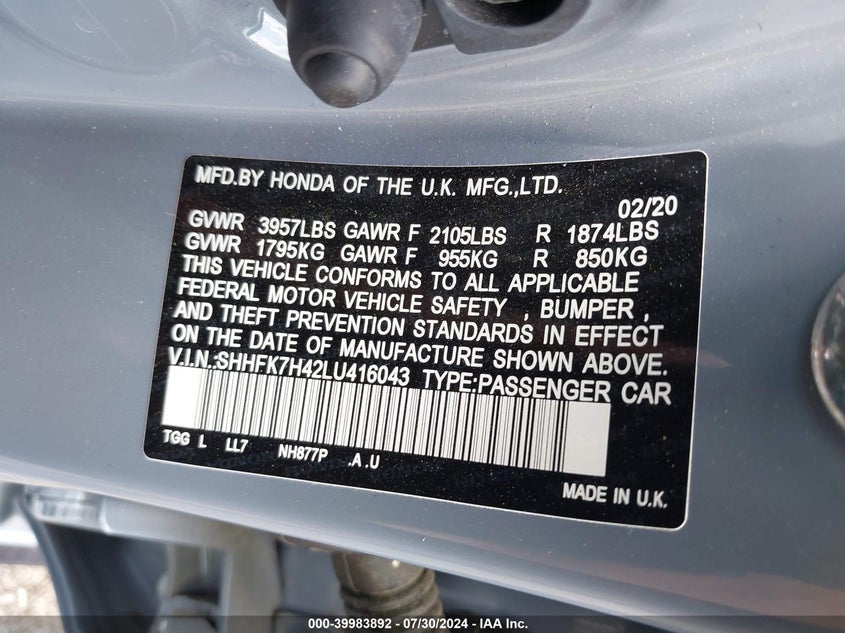 MFD.BY HONDA OF THE U.K. MFG.,LTD.
02/20
GVWR 3957LBS GAWR F 2105LBS R 1874LBS
GVWR 1795KG GAWR F 955KG R 850KG
THIS VEHICLE CONFORMS TO ALL APPLICABLE
FEDERAL MOTOR VEHICLE SAFETY , BUMPER ,
AND THEFT PREVENTION STANDARDS IN EFFECT
ON THE DATE OF MANUFACTURE SHOWN ABOVE.
V.I.N.:SHHFK7H42LU416043 TYPE:PASSENGER CAR
TGG L LL7 NH877P .A .U
MADE IN U.K.
000-39983892 - 07/30/2024 - IAA Inc.